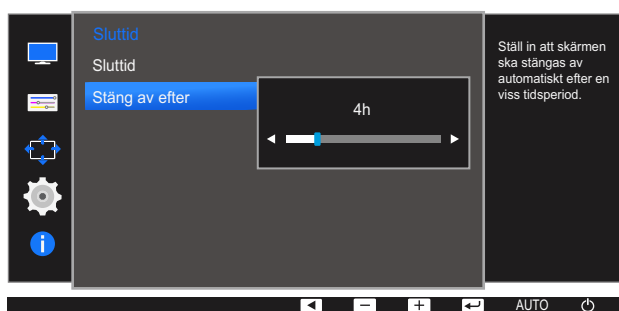 Sluttid
Sluttid
Stäng av efter
4h
Ställ in att skärmen
ska stängas av
automatiskt efter en
viss tidsperiod.
AUTO